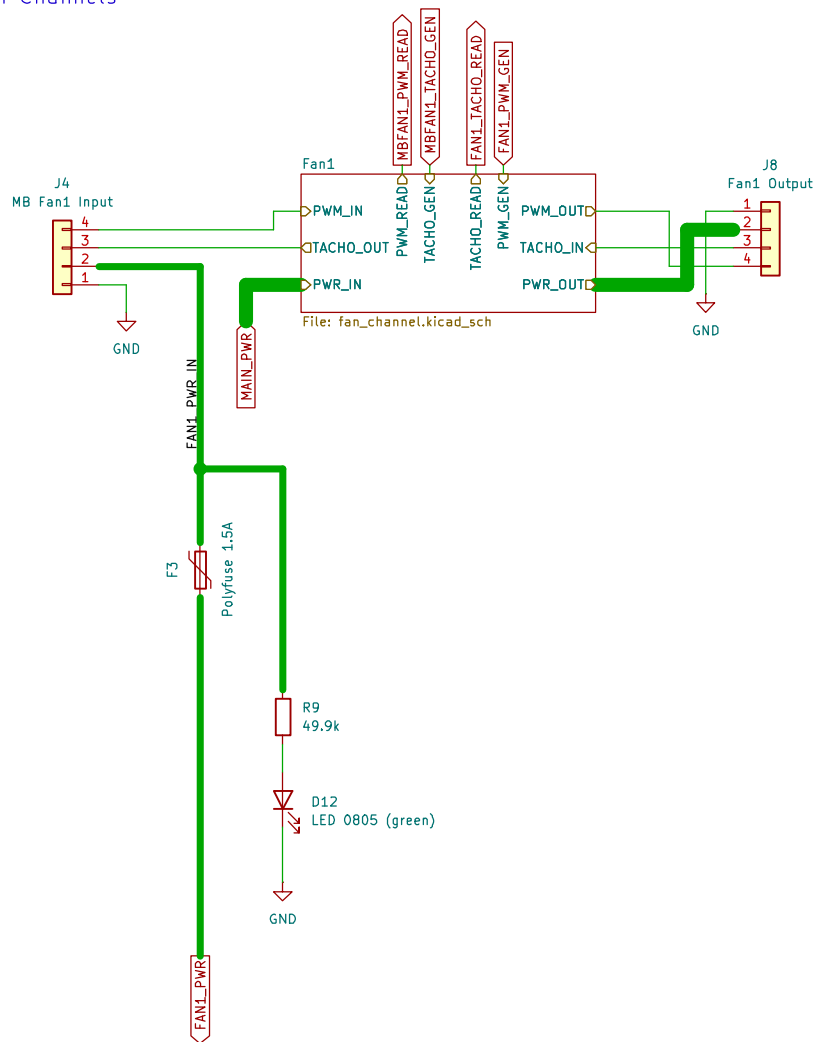 Channels
MBFAN1_PWM_READ
MBFAN1_TACHO_GEN
FAN1_TACHO_READ
FAN1_PWM_GEN
Fan1
J4
MB Fan1 Input
4
3
2
1
GND
PWM_IN
TACHO_OUT
PWR_IN
PWM_READ
TACHO_GEN
TACHO_READ
PWM_GEN
PWM_OUT
TACHO_IN
PWR_OUT
File: fan_channel.kicad_sch
J8
Fan1 Output
1
2
3
4
GND
MAIN_PWR
FAN1_PWR_IN
F3
Polyfuse 1.5A
R9
49.9k
D12
LED 0805 (green)
GND
FAN1_PWR